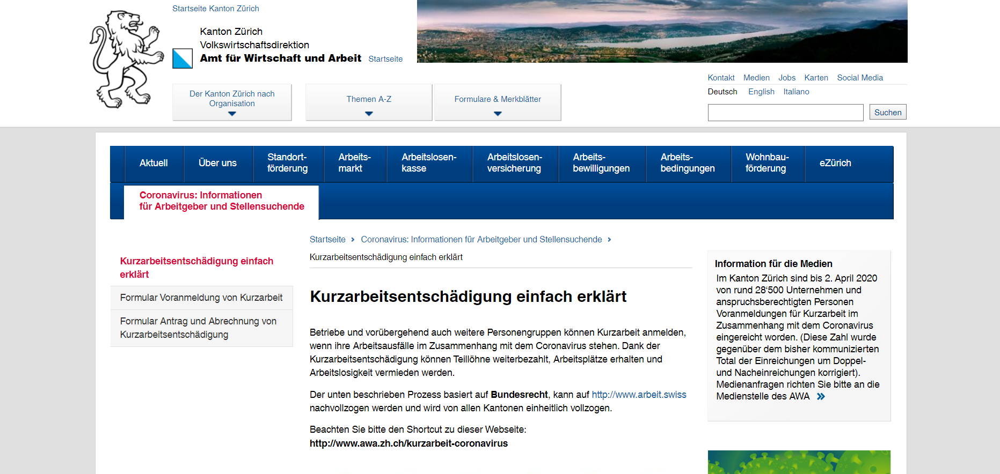 Startseite Kanton Zürich
Kanton Zürich
Volkswirtschaftsdirektion
Amt für Wirtschaft und Arbeit Startseite
Kontakt Medien Jobs Karten Social Media
Deutsch English Italiano
Suchen
Der Kanton Zürich nach
Organisation
Themen A-Z
Formulare & Merkblätter
Aktuell
Über uns
Standort-
förderung
Arbeits-
markt
Arbeitslosen-
kasse
Arbeitslosen-
versicherung
Arbeits-
bewilligungen
Arbeits-
bedingungen
Wohnbau-
förderung
eZürich
Coronavirus: Informationen
für Arbeitgeber und Stellensuchende
Kurzarbeitsentschädigung einfach
erklärt
Formular Voranmeldung von Kurzarbeit
Formular Antrag und Abrechnung von
Kurzarbeitsentschädigung
Startseite › Coronavirus: Informationen für Arbeitgeber und Stellensuchende ›
Kurzarbeitsentschädigung einfach erklärt
Kurzarbeitsentschädigung einfach erklärt
Betriebe und vorübergehend auch weitere Personengruppen können Kurzarbeit anmelden,
wenn ihre Arbeitsausfälle im Zusammenhang mit dem Coronavirus stehen. Dank der
Kurzarbeitsentschädigung können Teillöhne weiterbezahlt, Arbeitsplätze erhalten und
Arbeitslosigkeit vermieden werden.
Der unten beschrieben Prozess basiert auf Bundesrecht, kann auf http://www.arbeit.swiss
nachvollzogen werden und wird von allen Kantonen einheitlich vollzogen.
Beachten Sie bitte den Shortcut zu dieser Webseite:
http://www.awa.zh.ch/kurzarbeit-coronavirus
Information für die Medien
Im Kanton Zürich sind bis 2. April 2020
von rund 28'500 Unternehmen und
anspruchsberechtigten Personen
Voranmeldungen für Kurzarbeit im
Zusammenhang mit dem Coronavirus
eingereicht worden. (Diese Zahl wurde
gegenüber dem bisher kommunizierten
Total der Einreichungen um Doppel-
und Nacheinreichungen korrigiert).
Medienanfragen richten Sie bitte an die
Medienstelle des AWA »